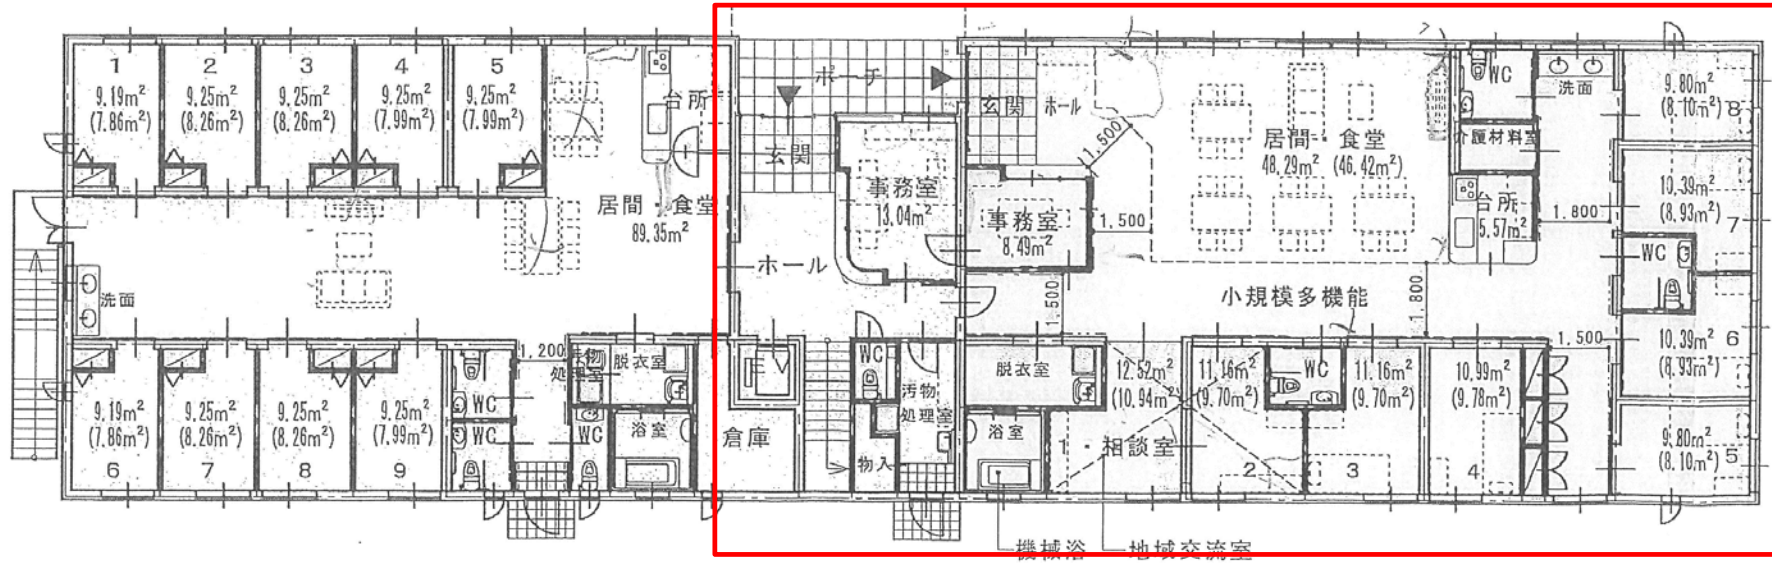 1
9.19m²
(7.86m²)
2
9.25m²
(8.26m²)
3
9.25m²
(8.26m²)
4
9.25m²
(7.99m²)
5
9.25m²
(7.99m²)
台所
居間・食堂
89.35m²
洗面
9.19m²
(7.86m²)
6
9.25m²
(8.26m²)
7
9.25m²
(8.26m²)
8
9.25m²
(7.99m²)
9
WC
WC
1,200
汚物
処理室
脱衣室
WC
浴室
ポーチ
玄関
事務室
13.04m²
ホール
EV
倉庫
WC
汚物
処理室
物入
玄関
ホール
1,500
事務室
8.49m²
1,500
居間・食堂
48.29m² (46.42m²)
WC
洗面
介護材料室
台所
5.57m²
1,800
9.80m²
(8.10m²)
8
10.39m²
(8.93m²)
7
WC
10.39m²
(8.93m²)
6
9.80m²
(8.10m²)
5
小規模多機能
1,500
1,800
1,500
脱衣室
浴室
12.52m²
(10.94m²)
1・相談室
11.16m²
(9.70m²)
2
WC
11.16m²
(9.70m²)
3
10.99m²
(9.78m²)
4
機械浴
地域交流室